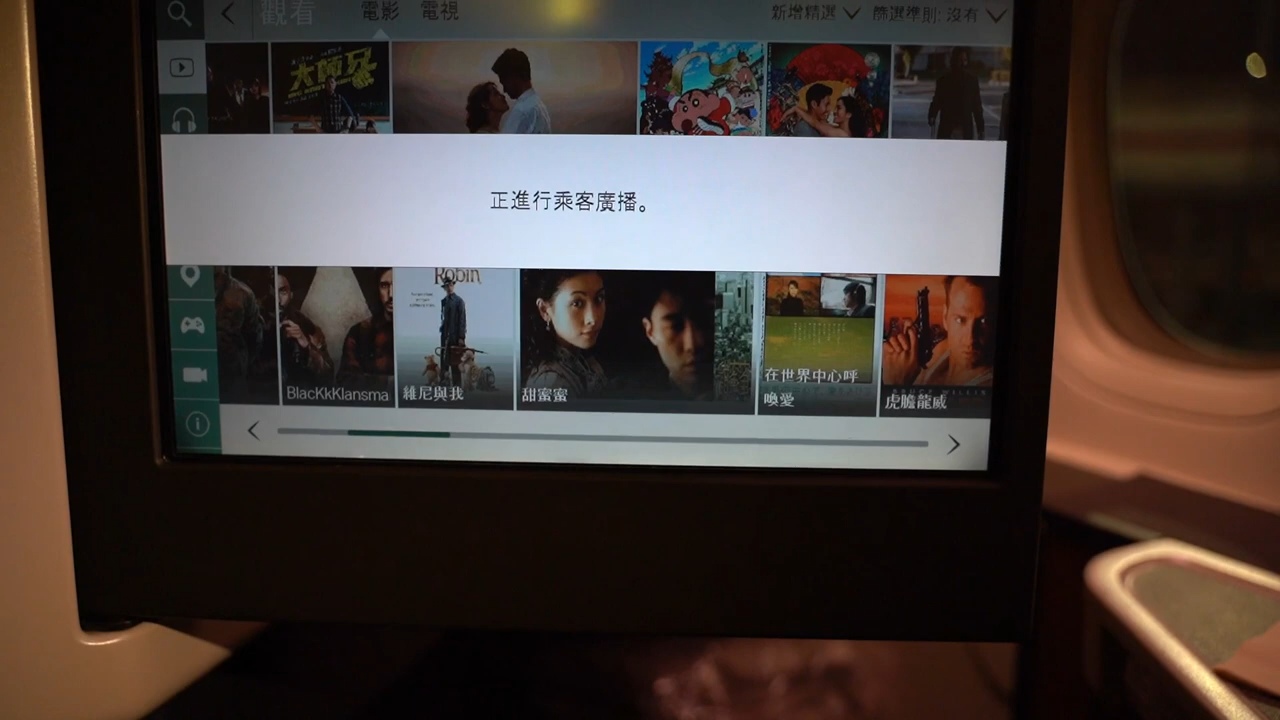 觀看 電影 電視 新增精選 篩選準則: 沒有
大師兄
正進行乘客廣播。
Robin
BlacKkKlansma
維尼與我
甜蜜蜜
在世界中心呼
喚愛
虎膽龍威